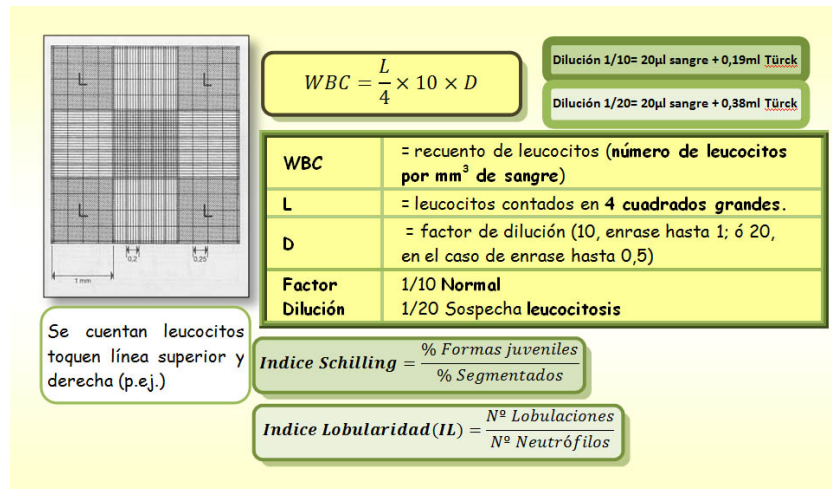 L
L
L
L
0,2
0,25
1 mm
WBC = L/4 × 10 × D
Dilución 1/10= 20µl sangre + 0,19ml Türck
Dilución 1/20= 20µl sangre + 0,38ml Türck
WBC = recuento de leucocitos (número de leucocitos
por mm³ de sangre)
L = leucocitos contados en 4 cuadrados grandes.
D = factor de dilución (10, enrase hasta 1; ó 20,
en el caso de enrase hasta 0,5)
Factor 1/10 Normal
Dilución 1/20 Sospecha leucocitosis
Se cuentan leucocitos
toquen línea superior y
derecha (p.ej.)
Indice Schilling = % Formas juveniles / % Segmentados
Indice Lobularidad(IL) = Nº Lobulaciones / Nº Neutrófilos